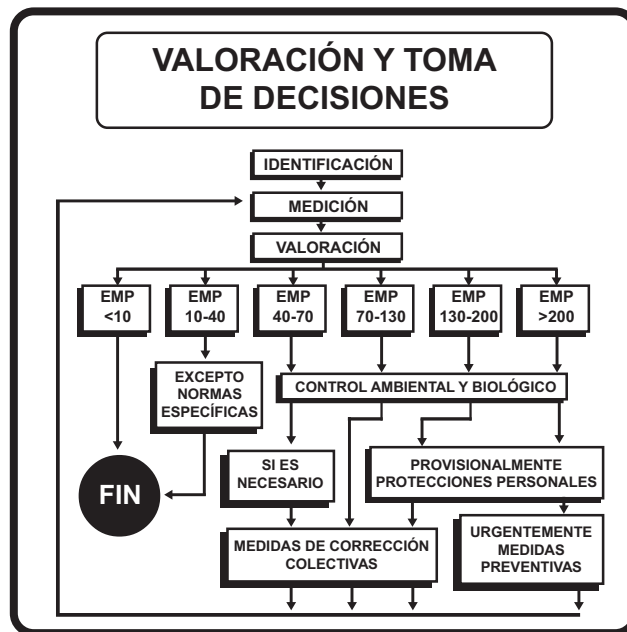 VALORACIÓN Y TOMA
DE DECISIONES
IDENTIFICACIÓN
MEDICIÓN
VALORACIÓN
EMP
<10
EMP
10-40
EMP
40-70
EMP
70-130
EMP
130-200
EMP
>200
EXCEPTO
NORMAS
ESPECÍFICAS
CONTROL AMBIENTAL Y BIOLÓGICO
FIN
SI ES
NECESARIO
PROVISIONALMENTE
PROTECCIONES PERSONALES
MEDIDAS DE CORRECCIÓN
COLECTIVAS
URGENTEMENTE
MEDIDAS
PREVENTIVAS